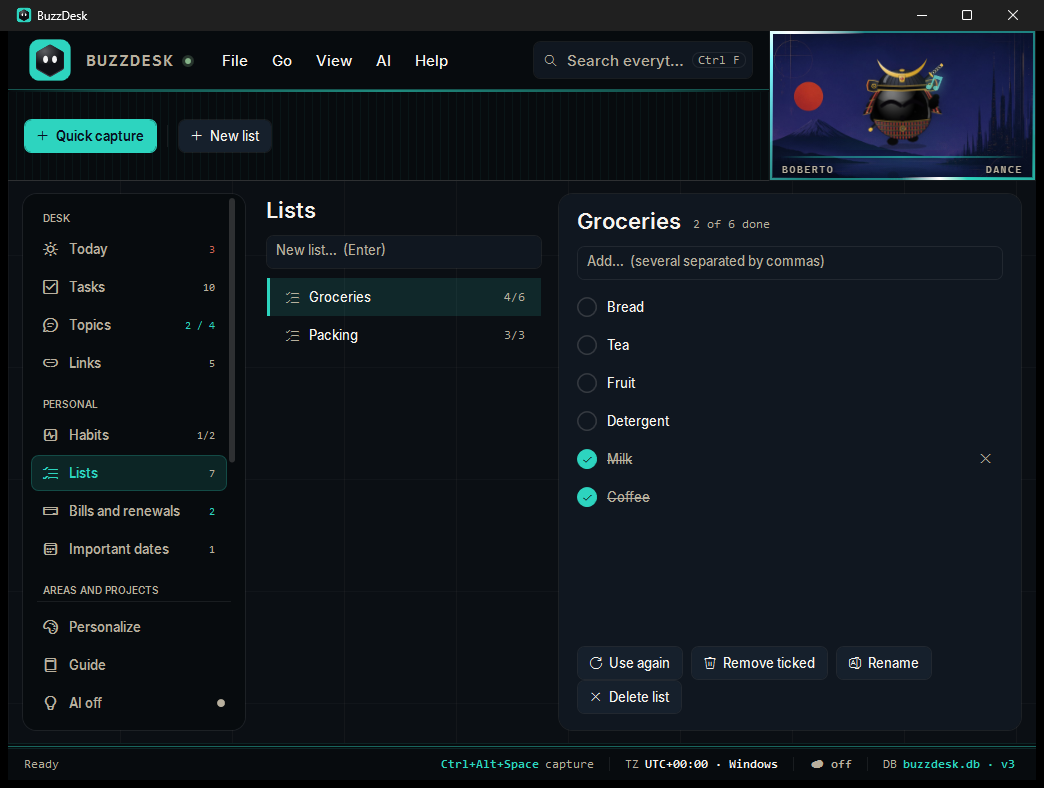 BuzzDesk
BUZZDESK
File Go View AI Help
Search everyt... Ctrl F
BOBERTO DANCE
+ Quick capture
+ New list
DESK
Today 3
Tasks 10
Topics 2 / 4
Links 5
PERSONAL
Habits 1/2
Lists 7
Bills and renewals 2
Important dates 1
AREAS AND PROJECTS
Personalize
Guide
AI off
Lists
New list... (Enter)
Groceries 4/6
Packing 3/3
Groceries 2 of 6 done
Add... (several separated by commas)
Bread
Tea
Fruit
Detergent
Milk
Coffee
Use again Remove ticked Rename
Delete list
Ready
Ctrl+Alt+Space capture
TZ UTC+00:00 · Windows
off
DB buzzdesk.db · v3